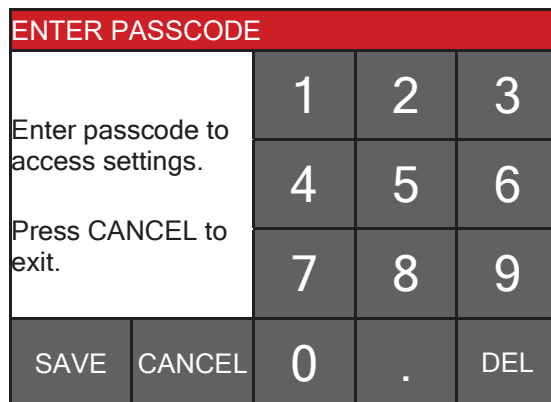 ENTER PASSCODE
Enter passcode to
access settings.
Press CANCEL to
exit.
1 2 3
4 5 6
7 8 9
SAVE CANCEL 0 . DEL